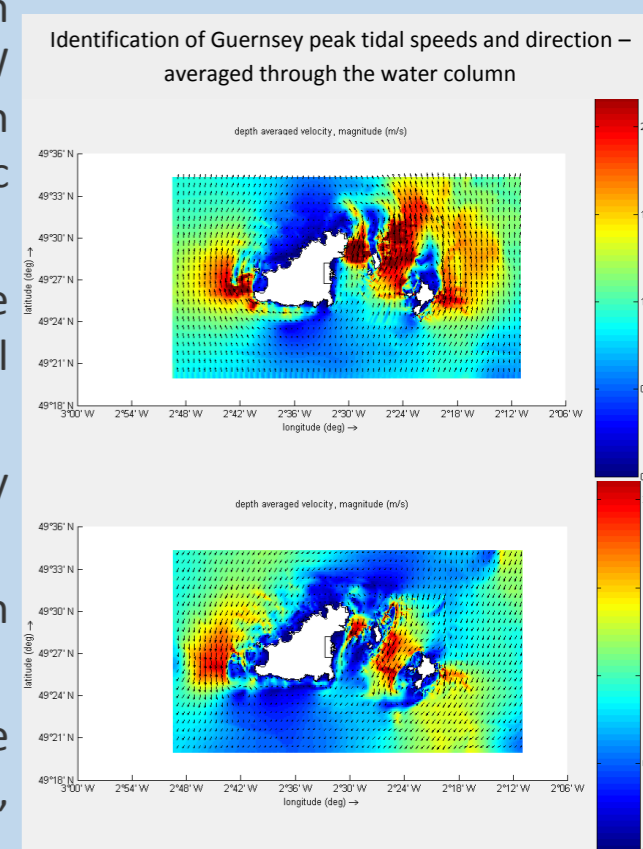 Identification of Guernsey peak tidal speeds and direction –
averaged through the water column
depth averaged velocity, magnitude (m/s)
49°36' N
49°33' N
49°30' N
49°27' N
49°24' N
49°21' N
49°18' N
latitude (deg) →
3°00' W 2°54' W 2°48' W 2°42' W 2°36' W 2°30' W 2°24' W 2°18' W 2°12' W 2°06' W
longitude (deg) →
depth averaged velocity, magnitude (m/s)
49°36' N
49°33' N
49°30' N
49°27' N
49°24' N
49°21' N
49°18' N
latitude (deg) →
3°00' W 2°54' W 2°48' W 2°42' W 2°36' W 2°30' W 2°24' W 2°18' W 2°12' W 2°06' W
longitude (deg) →